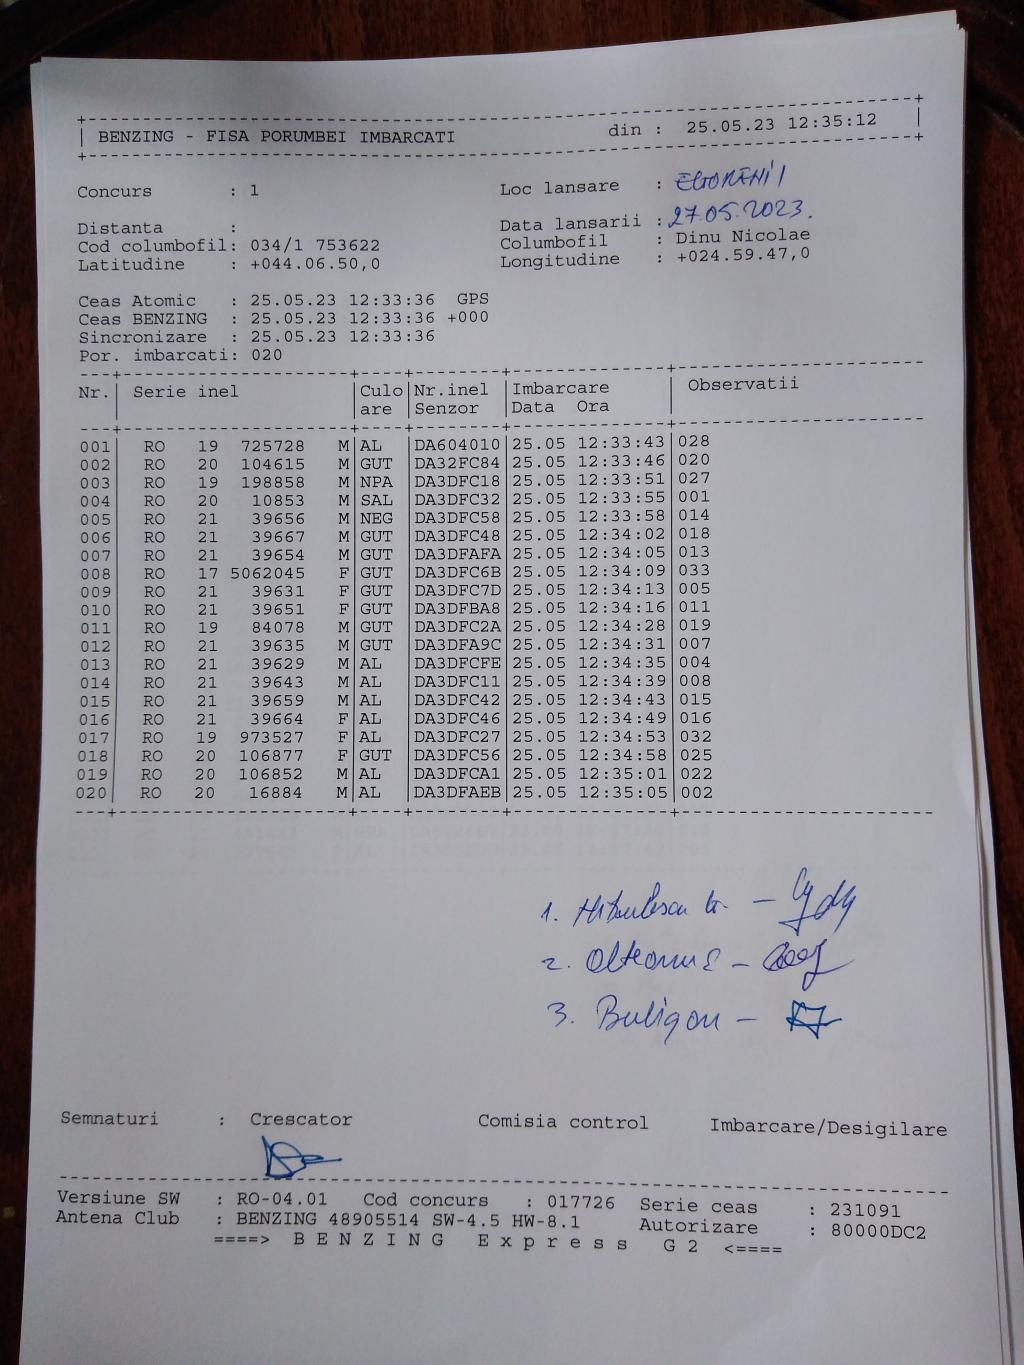 BENZING - FISA PORUMBEI IMBARCATI din : 25.05.23 12:35:12
Concurs : 1 Loc lansare :
Distanta : Data lansarii : 27.05.2023.
Cod columbofil: 034/1 753622 Columbofil : Dinu Nicolae
Latitudine : +044.06.50,0 Longitudine : +024.59.47,0
Ceas Atomic : 25.05.23 12:33:36 GPS
Ceas BENZING : 25.05.23 12:33:36 +000
Sincronizare : 25.05.23 12:33:36
Por. imbarcati: 020
Nr. Serie inel Culo Nr.inel Imbarcare Observatii
are Senzor Data Ora
001 RO 19 725728 M AL DA604010 25.05 12:33:43 028
002 RO 20 104615 M GUT DA32FC84 25.05 12:33:46 020
003 RO 19 198858 M NPA DA3DFC18 25.05 12:33:51 027
004 RO 20 10853 M SAL DA3DFC32 25.05 12:33:55 001
005 RO 21 39656 M NEG DA3DFC58 25.05 12:33:58 014
006 RO 21 39667 M GUT DA3DFC48 25.05 12:34:02 018
007 RO 21 39654 M GUT DA3DFAFA 25.05 12:34:05 013
008 RO 17 5062045 F GUT DA3DFC6B 25.05 12:34:09 033
009 RO 21 39631 F GUT DA3DFC7D 25.05 12:34:13 005
010 RO 21 39651 F GUT DA3DFBA8 25.05 12:34:16 011
011 RO 19 84078 M GUT DA3DFC2A 25.05 12:34:28 019
012 RO 21 39635 M GUT DA3DFA9C 25.05 12:34:31 007
013 RO 21 39629 M AL DA3DFCFE 25.05 12:34:35 004
014 RO 21 39643 M AL DA3DFC11 25.05 12:34:39 008
015 RO 21 39659 M AL DA3DFC42 25.05 12:34:43 015
016 RO 21 39664 F AL DA3DFC46 25.05 12:34:49 016
017 RO 19 973527 F AL DA3DFC27 25.05 12:34:53 032
018 RO 20 106877 F GUT DA3DFC56 25.05 12:34:58 025
019 RO 20 106852 M AL DA3DFCA1 25.05 12:35:01 022
020 RO 20 16884 M AL DA3DFAEB 25.05 12:35:05 002
1.
2. Olteanu
3. Buligan -
Semnaturi : Crescator Comisia control Imbarcare/Desigilare
Versiune SW : RO-04.01 Cod concurs : 017726 Serie ceas : 231091
Antena Club : BENZING 48905514 SW-4.5 HW-8.1 Autorizare : 80000DC2
====> B E N Z I N G E x p r e s s G 2 <====